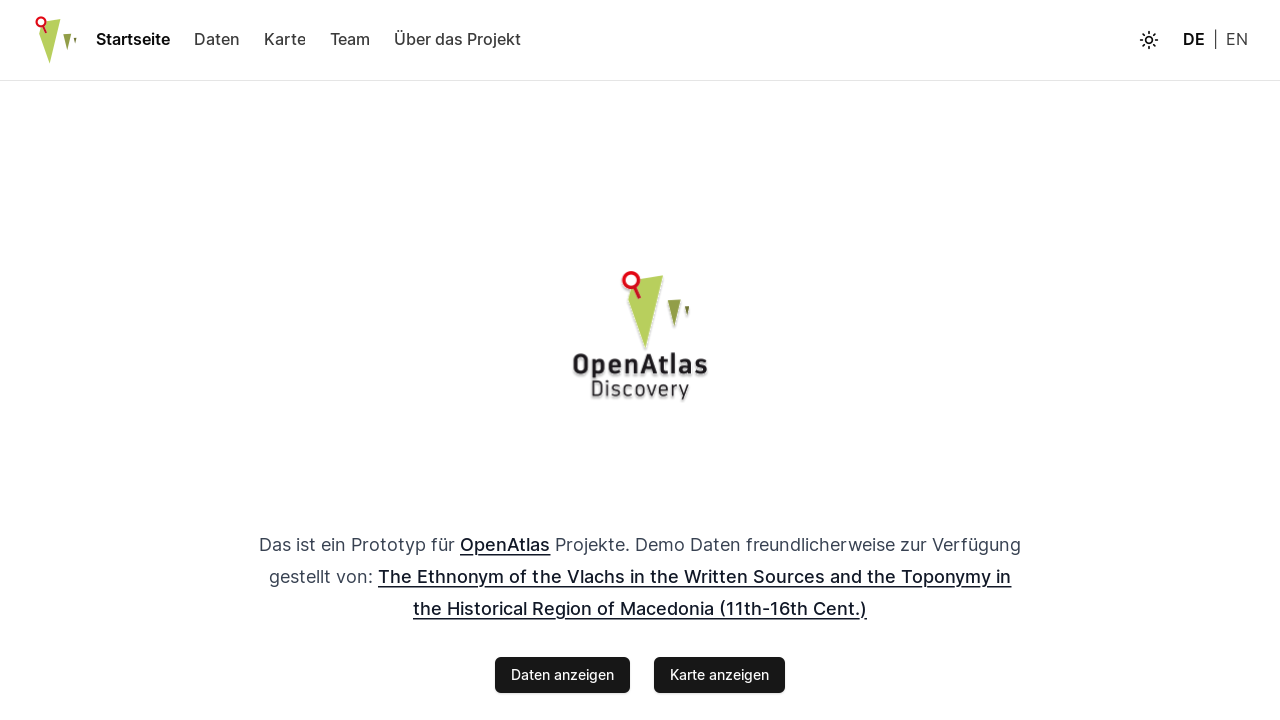 Startseite Daten Karte Team Über das Projekt DE | EN
OpenAtlas
Discovery
Das ist ein Prototyp für OpenAtlas Projekte. Demo Daten freundlicherweise zur Verfügung
gestellt von: The Ethnonym of the Vlachs in the Written Sources and the Toponymy in
the Historical Region of Macedonia (11th-16th Cent.)
Daten anzeigen Karte anzeigen